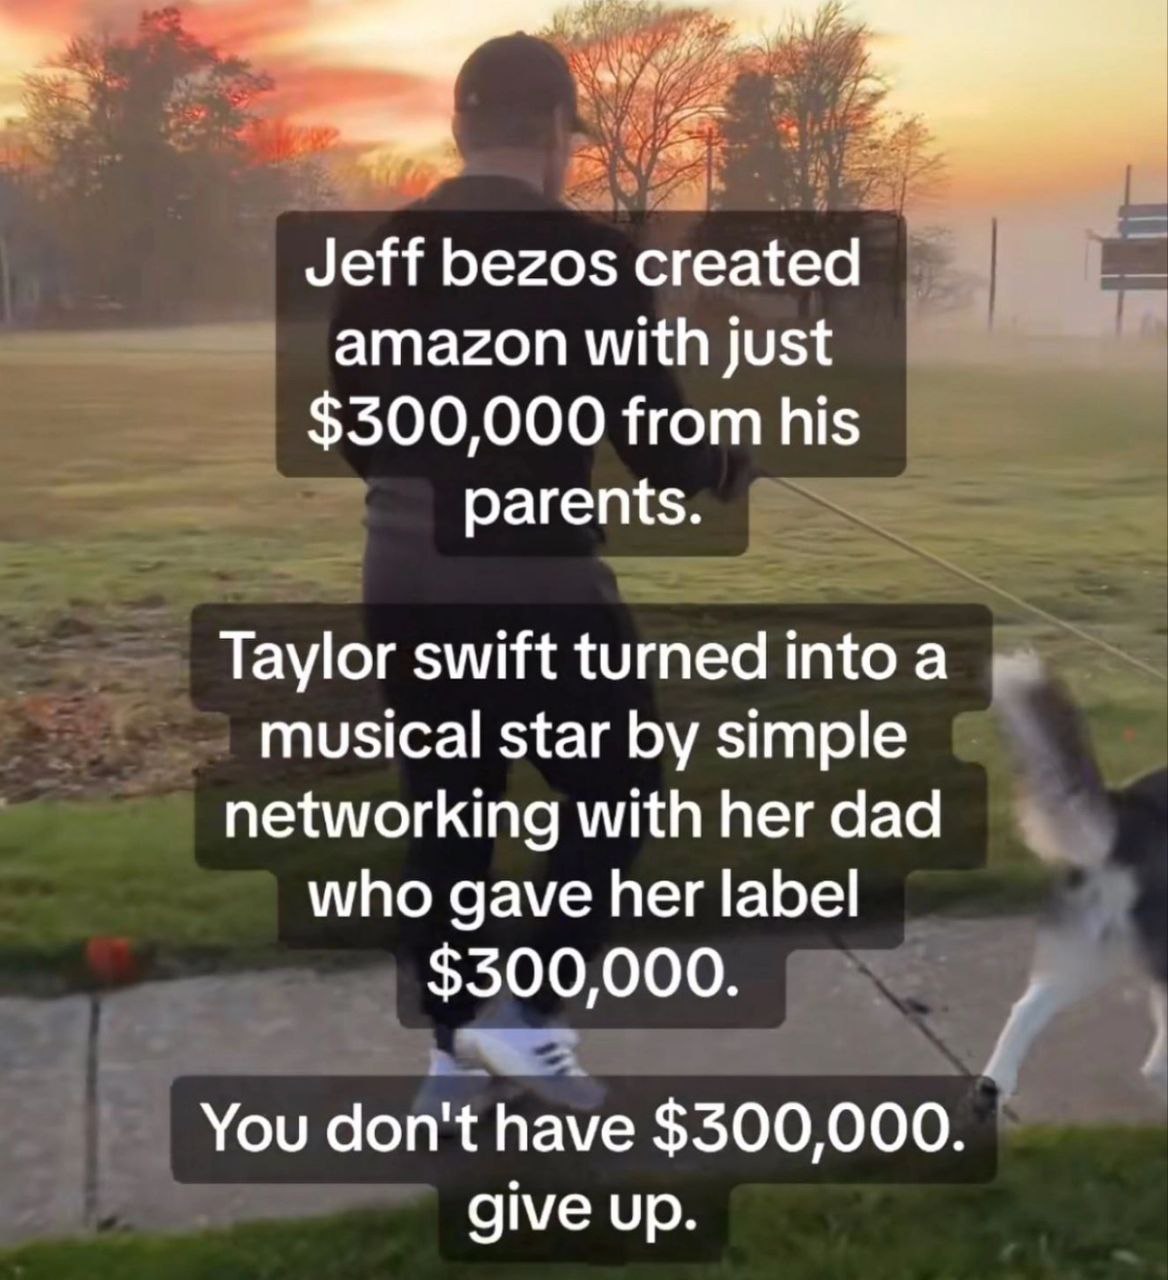 Jeff bezos created
amazon with just
$300,000 from his
parents.
Taylor swift turned into a
musical star by simple
networking with her dad
who gave her label
$300,000.
You don't have $300,000.
give up.